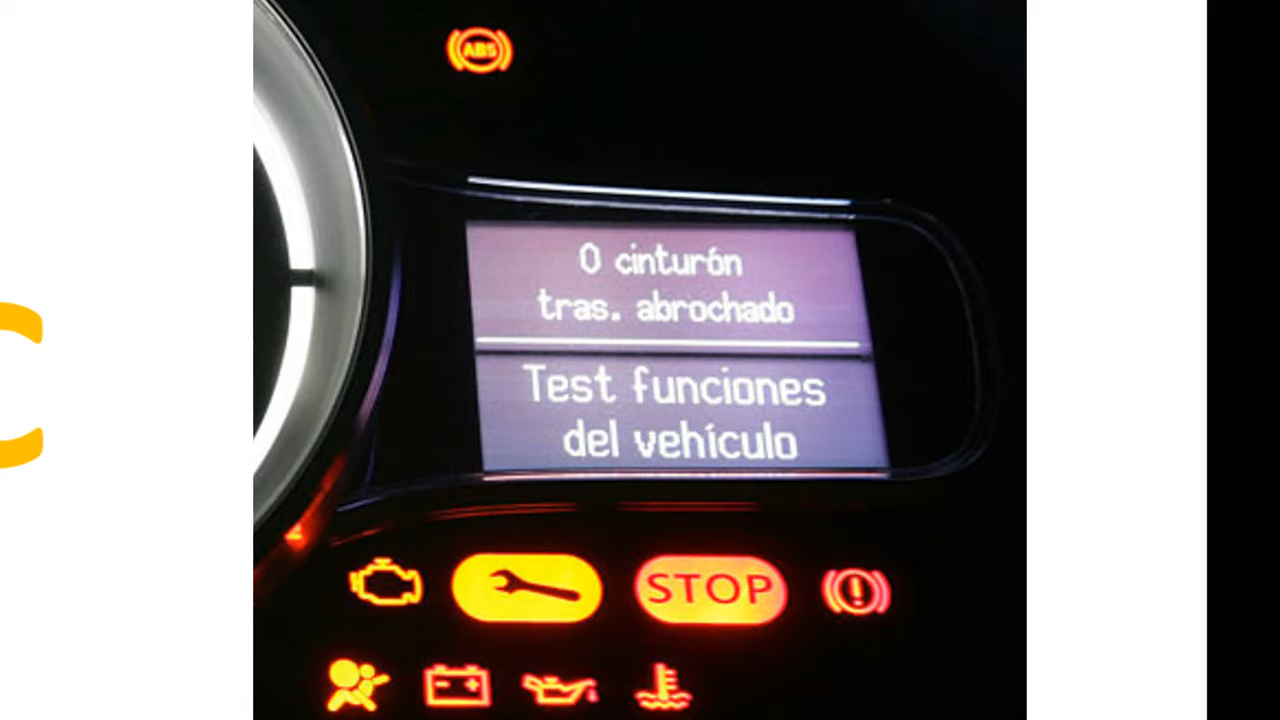 ABS
0 cinturón
tras. abrochado
Test funciones
del vehículo
STOP